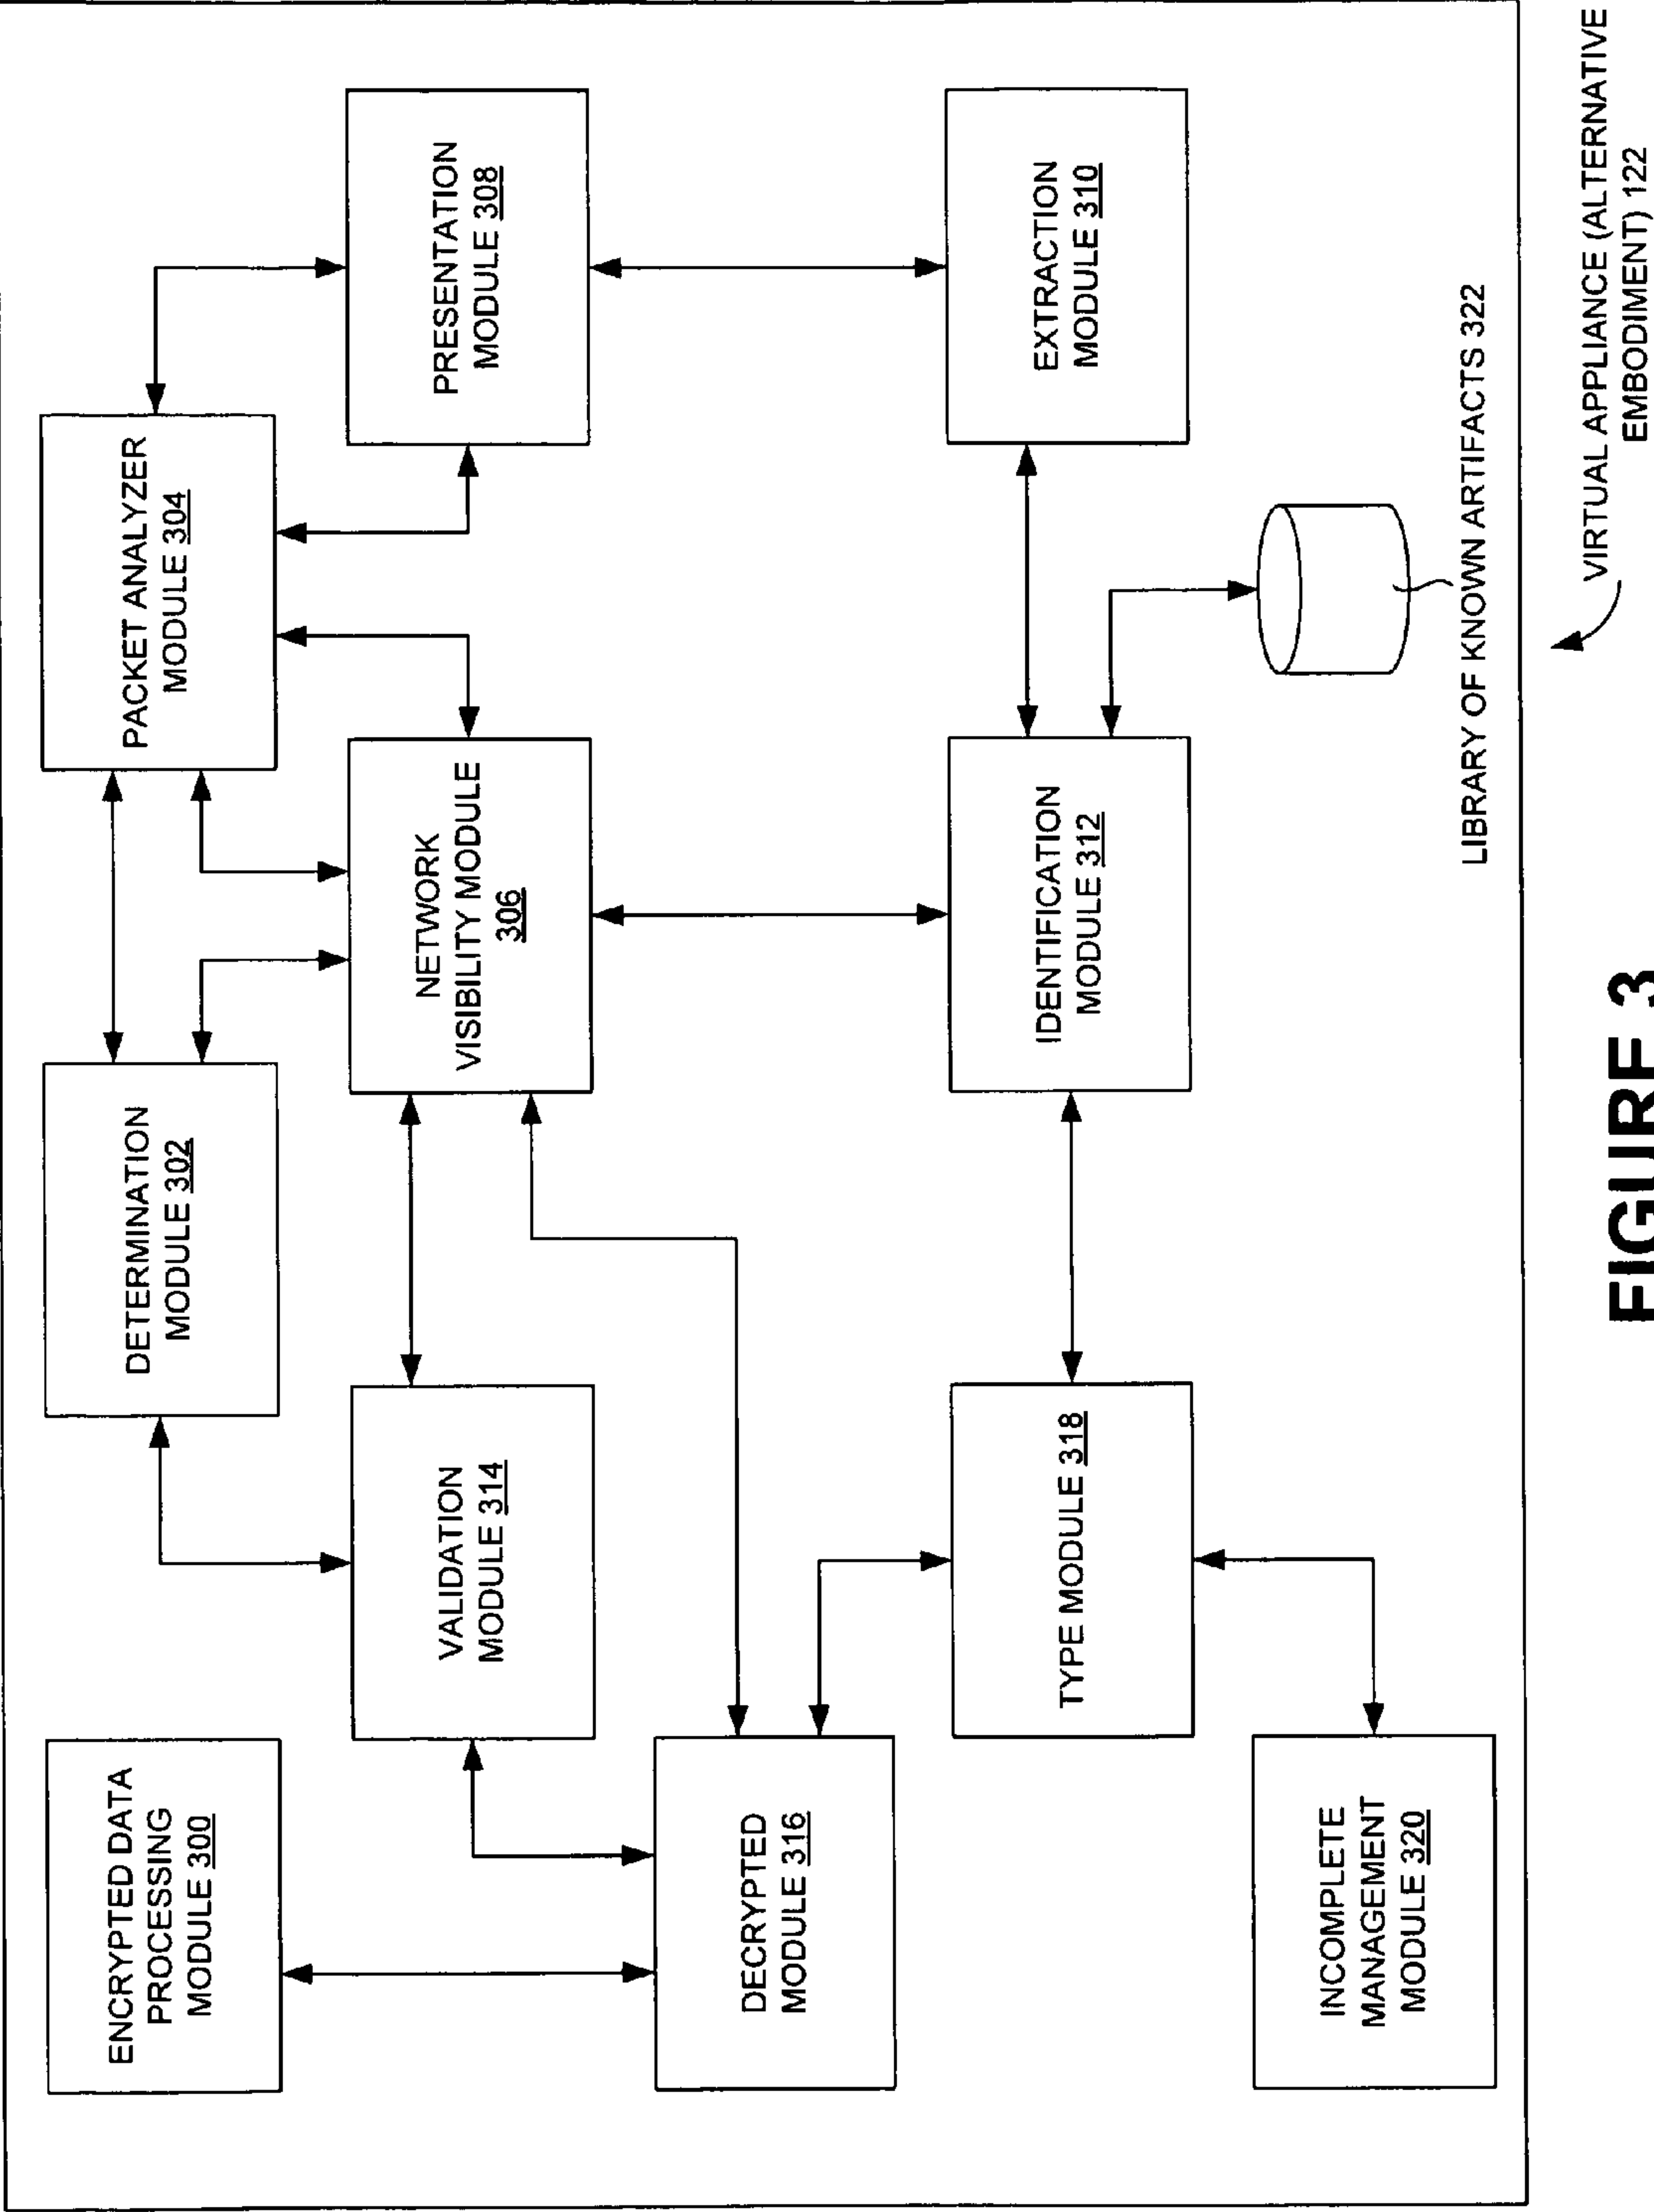 ENCRYPTED DATA
PROCESSING
MODULE 300
DETERMINATION
MODULE 302
PACKET ANALYZER
MODULE 304
VALIDATION
MODULE 314
NETWORK
VISIBILITY MODULE
306
PRESENTATION
MODULE 308
DECRYPTED
MODULE 316
TYPE MODULE 318
IDENTIFICATION
MODULE 312
EXTRACTION
MODULE 310
INCOMPLETE
MANAGEMENT
MODULE 320
LIBRARY OF KNOWN ARTIFACTS 322
VIRTUAL APPLIANCE (ALTERNATIVE
EMBODIMENT) 122
FIGURE 3